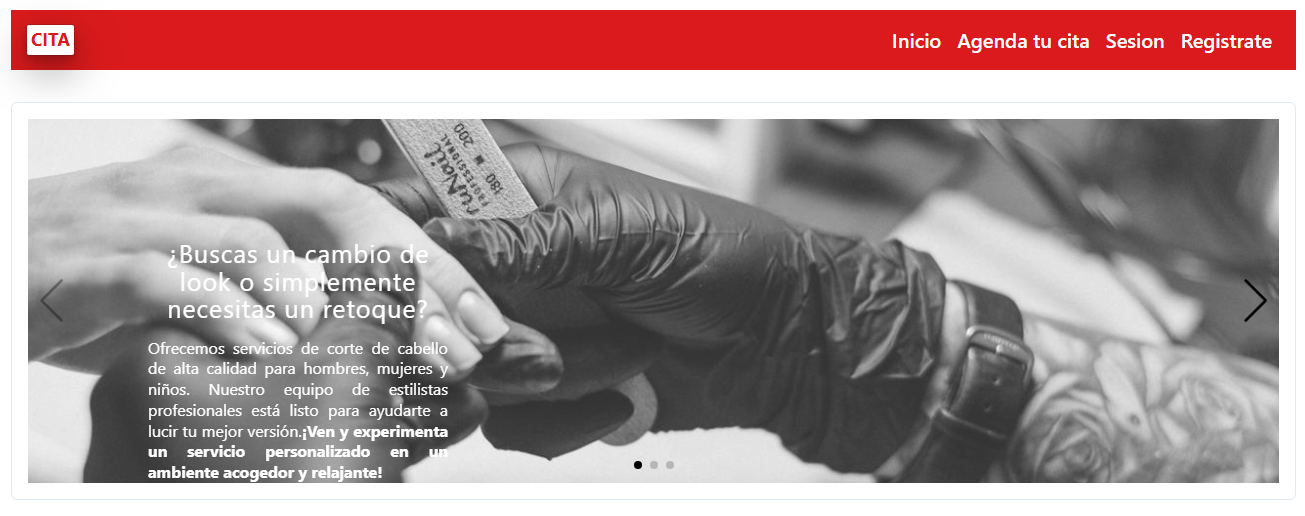 CITA
Inicio Agenda tu cita Sesion Registrate
180 w 200
ruNail
PROFESSIONAL
¿Buscas un cambio de
look o simplemente
necesitas un retoque?
Ofrecemos servicios de corte de cabello
de alta calidad para hombres, mujeres y
niños. Nuestro equipo de estilistas
profesionales está listo para ayudarte a
lucir tu mejor versión.¡Ven y experimenta
un servicio personalizado en un
ambiente acogedor y relajante!